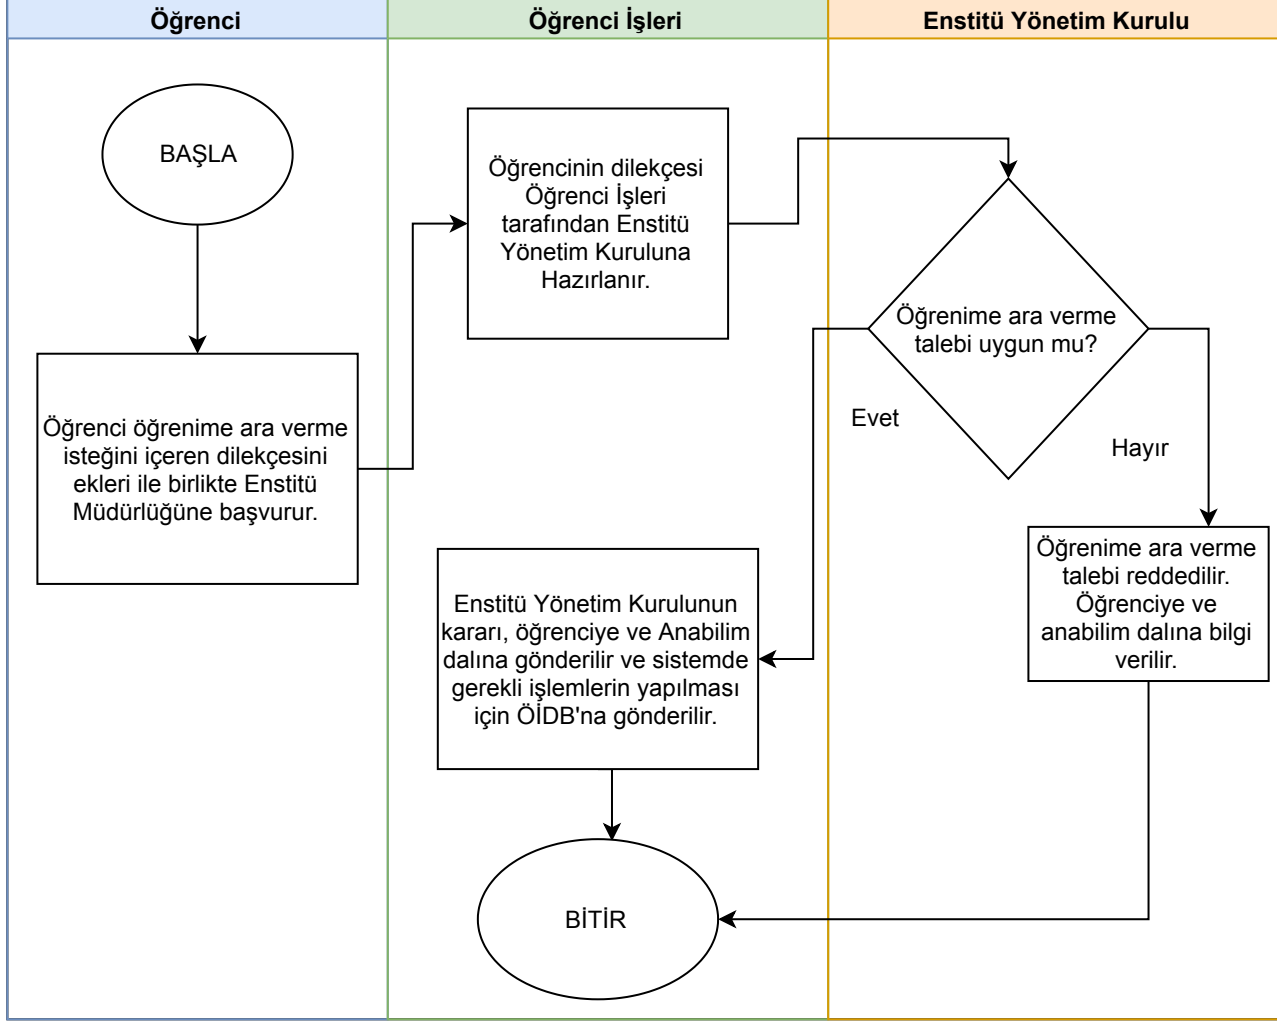 Öğrenci
Öğrenci İşleri
Enstitü Yönetim Kurulu
BAŞLA
Öğrenci öğrenime ara verme
isteğini içeren dilekçesini
ekleri ile birlikte Enstitü
Müdürlüğüne başvurur.
Öğrencinin dilekçesi
Öğrenci İşleri
tarafından Enstitü
Yönetim Kuruluna
Hazırlanır.
Öğrenime ara verme
talebi uygun mu?
Evet
Hayır
Enstitü Yönetim Kurulunun
kararı, öğrenciye ve Anabilim
dalına gönderilir ve sistemde
gerekli işlemlerin yapılması
için ÖİDB'na gönderilir.
Öğrenime ara verme
talebi reddedilir.
Öğrenciye ve
anabilim dalına bilgi
verilir.
BİTİR